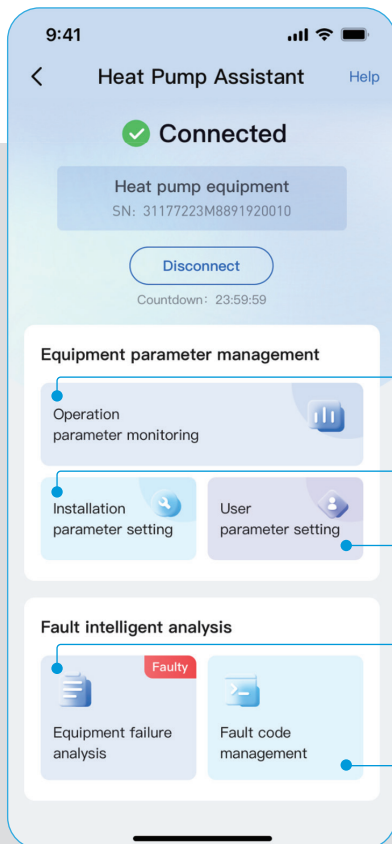 9:41
Heat Pump Assistant Help
Connected
Heat pump equipment
SN: 31177223M8891920010
Disconnect
Countdown: 23:59:59
Equipment parameter management
Operation
parameter monitoring
Installation
parameter setting
User
parameter setting
Fault intelligent analysis
Faulty
Equipment failure
analysis
Fault code
management